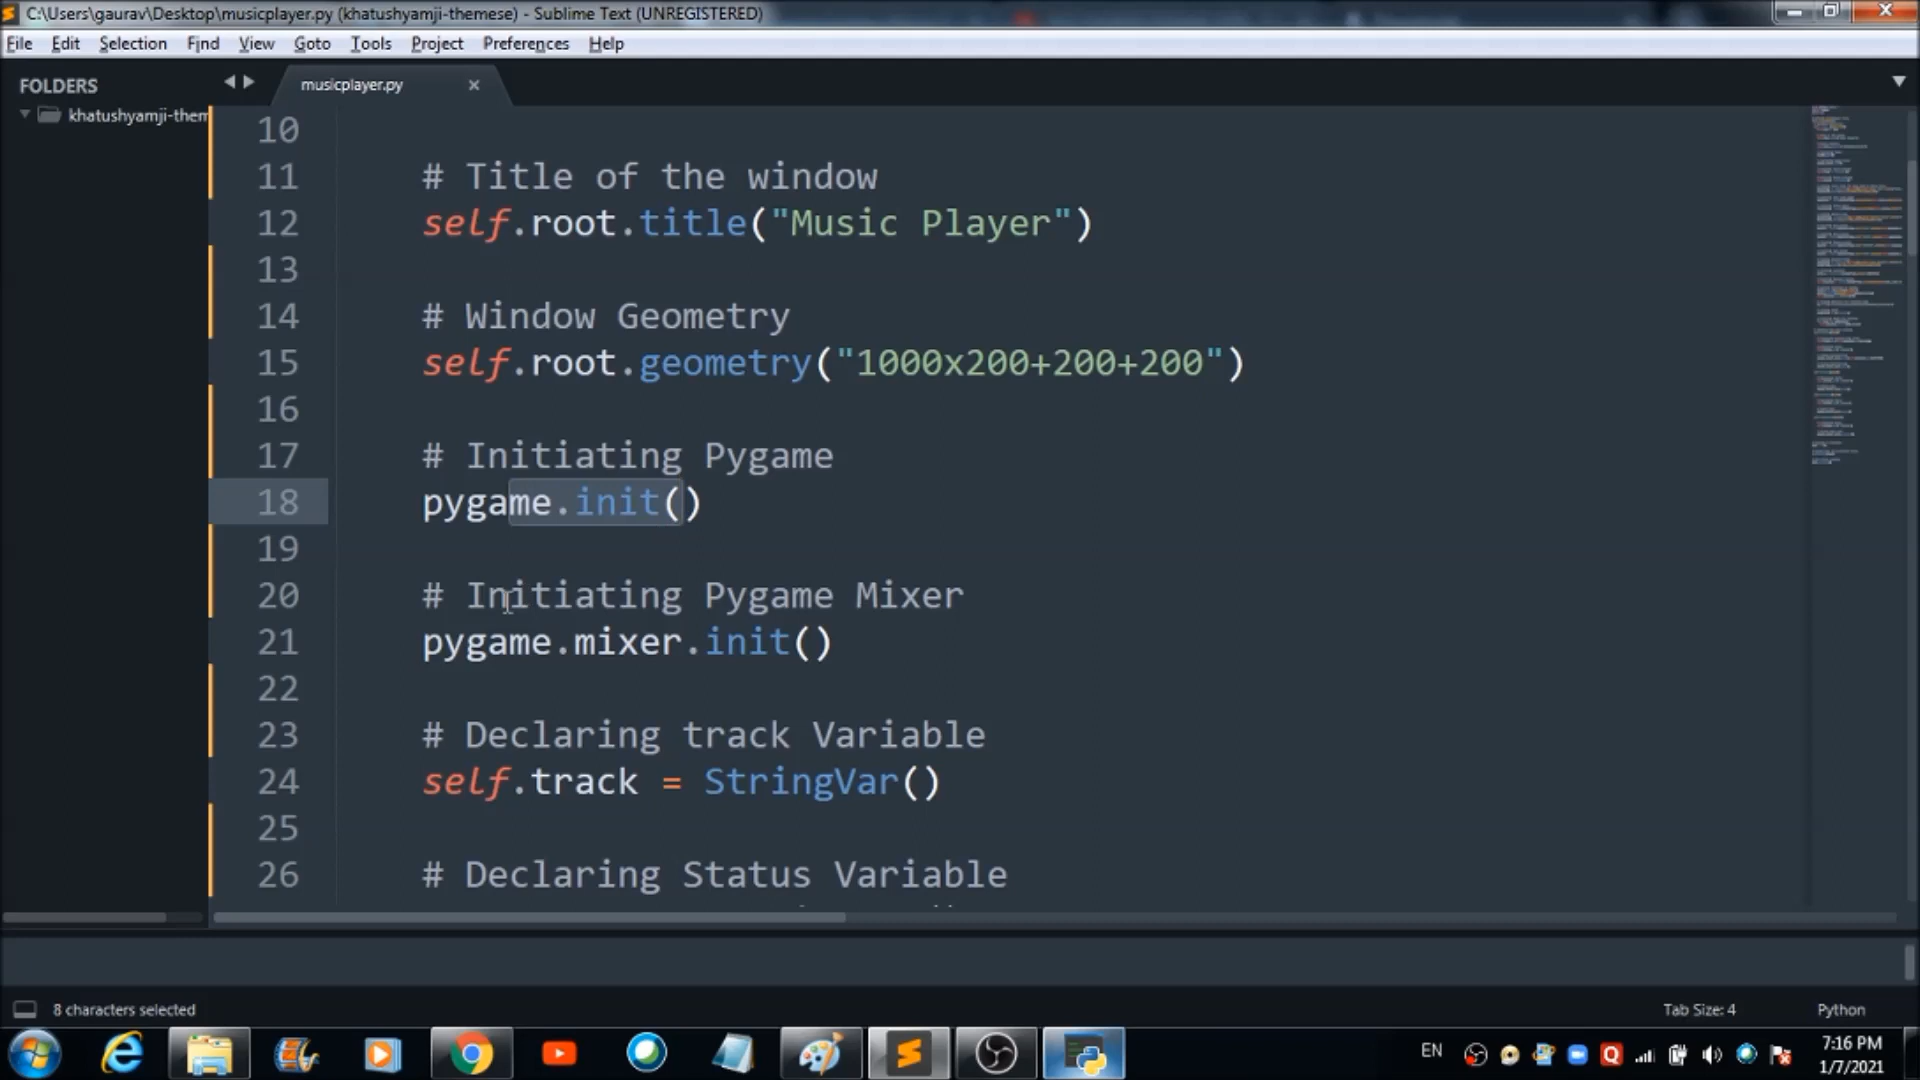 C:\Users\gaurav\Desktop\musicplayer.py (khatushyamji-themese) - Sublime Text (UNREGISTERED)
File Edit Selection Find View Goto Tools Project Preferences Help
FOLDERS
musicplayer.py
khatushyamji-them
10
11 # Title of the window
12 self.root.title("Music Player")
13
14 # Window Geometry
15 self.root.geometry("1000x200+200+200")
16
17 # Initiating Pygame
18 pygame.init()
19
20 # Initiating Pygame Mixer
21 pygame.mixer.init()
22
23 # Declaring track Variable
24 self.track = StringVar()
25
26 # Declaring Status Variable
8 characters selected
Tab Size: 4
Python
EN
7:16 PM
1/7/2021